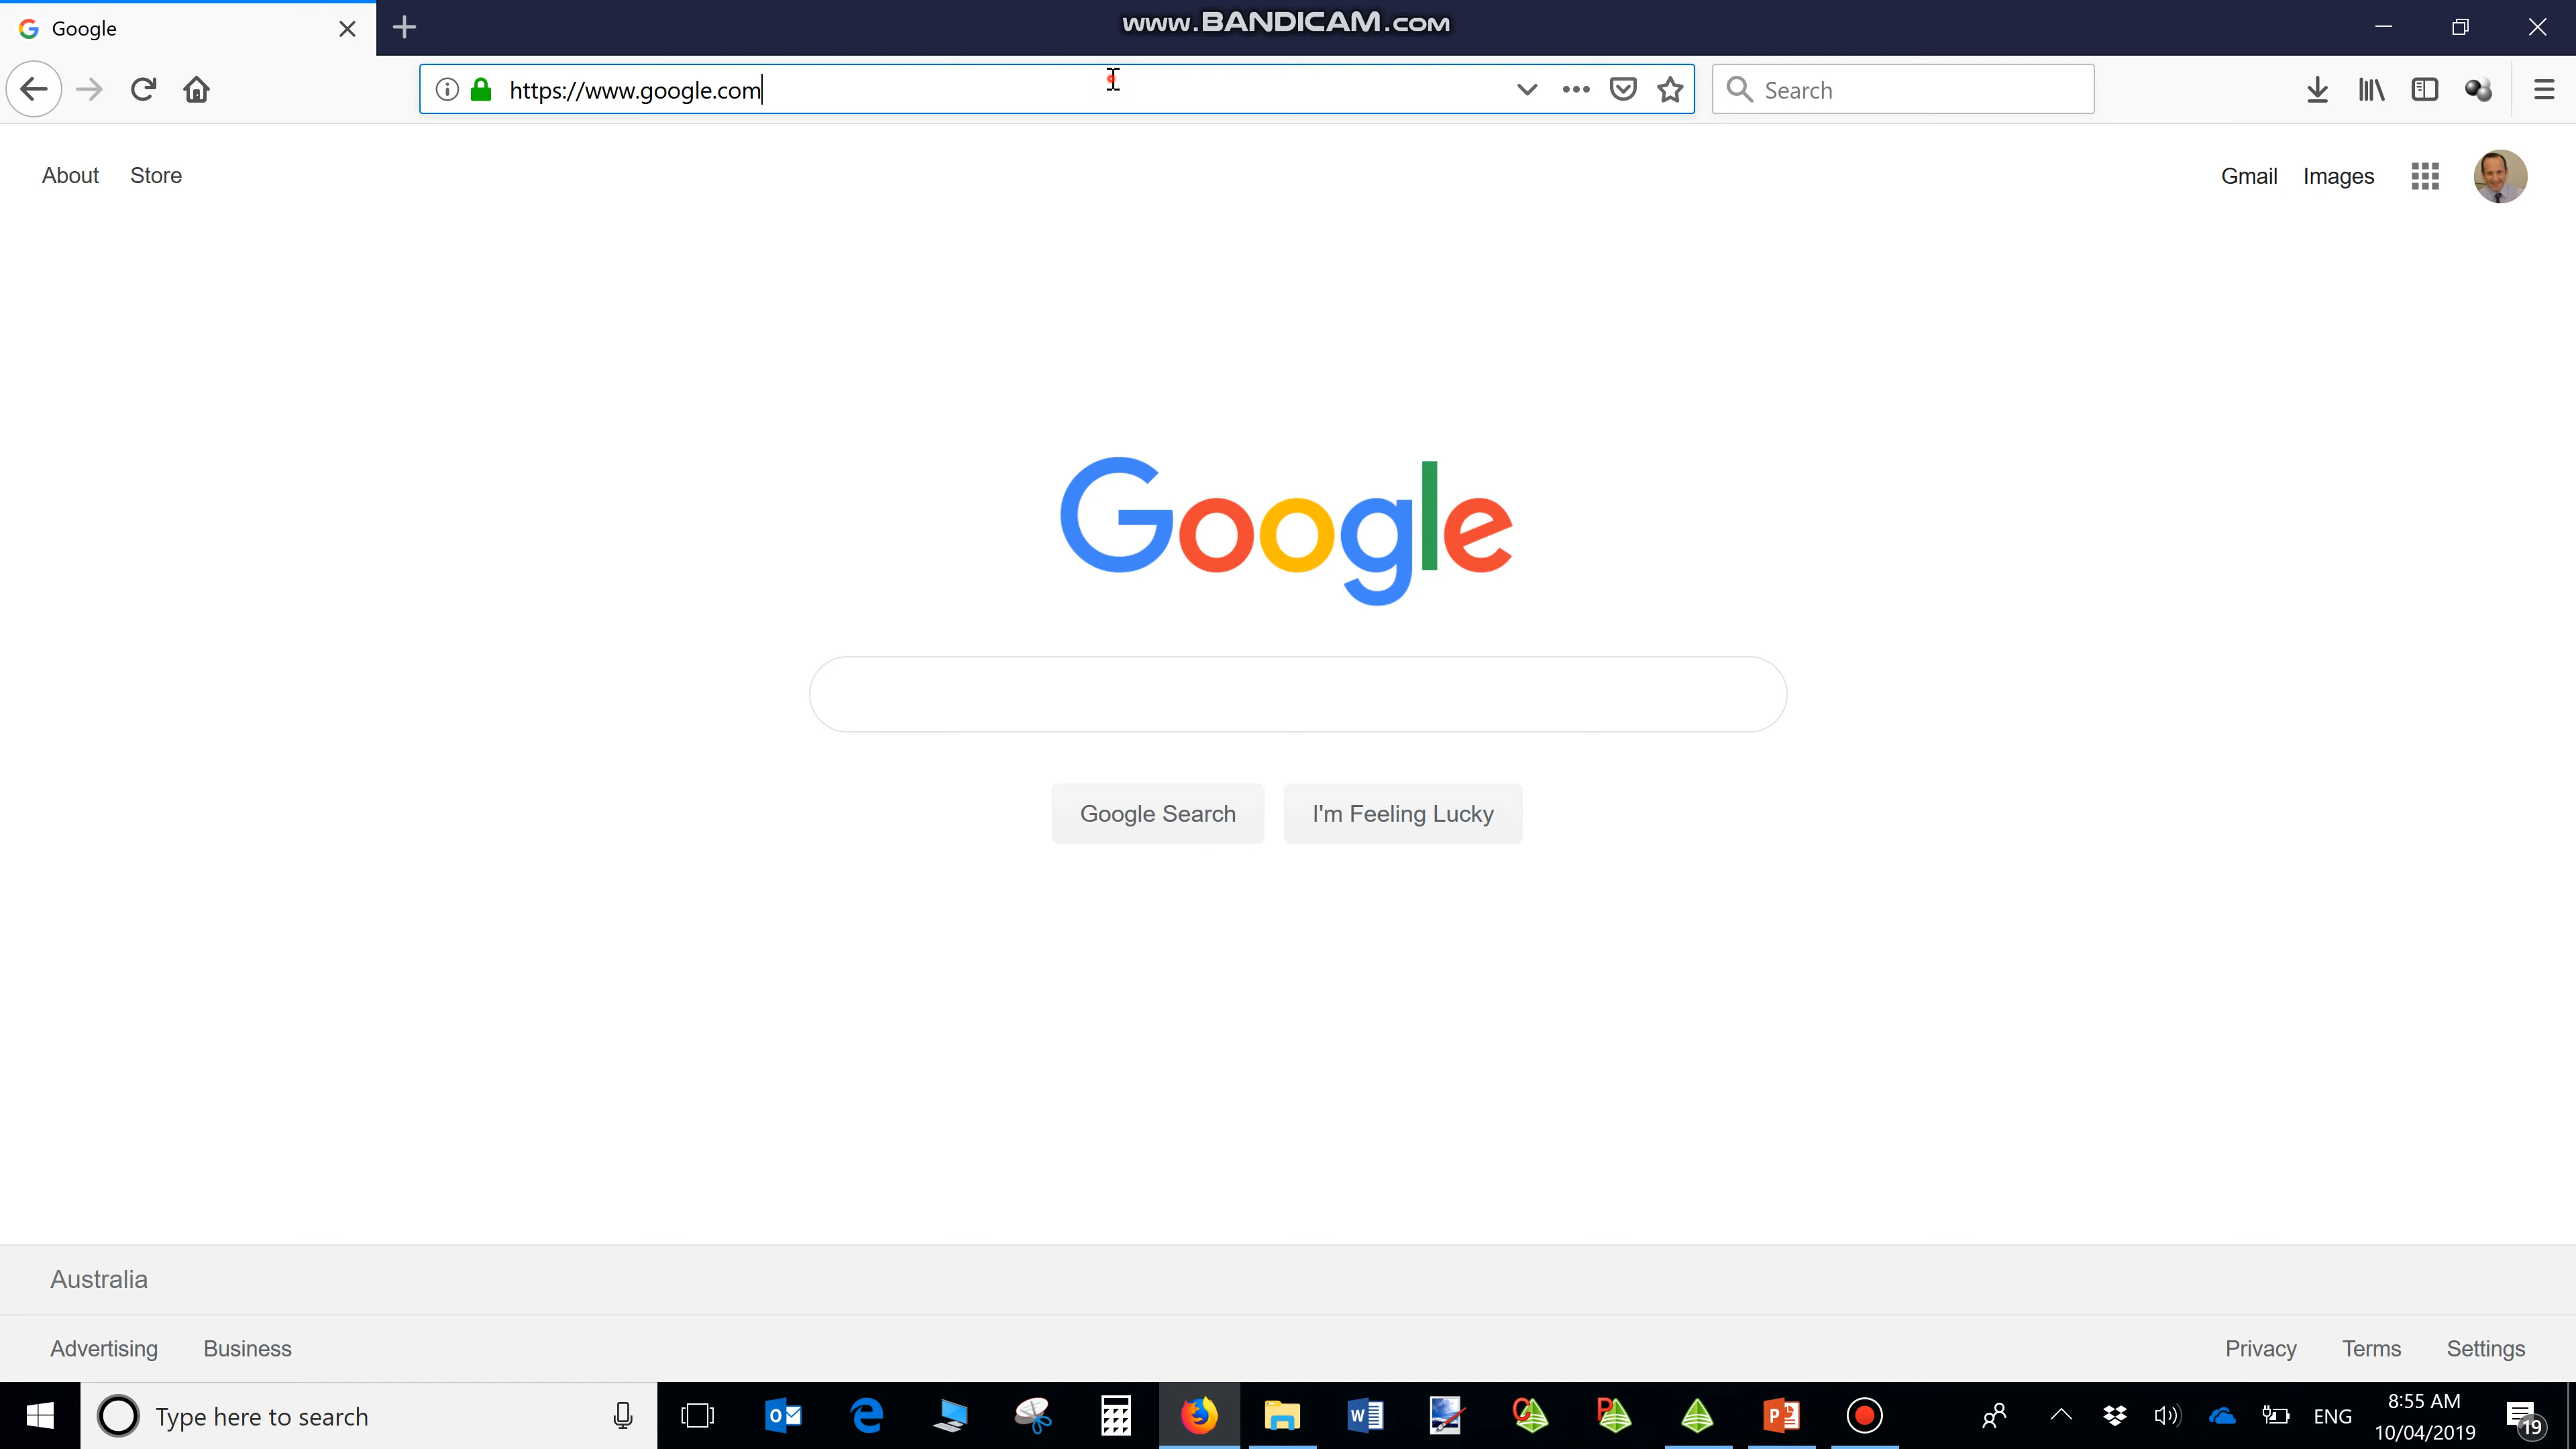 Google
www.BANDICAM.com
https://www.google.com
Search
About Store
Gmail Images
Google
Google Search I'm Feeling Lucky
Australia
Advertising Business
Privacy Terms Settings
Type here to search
ENG
8:55 AM
10/04/2019
19